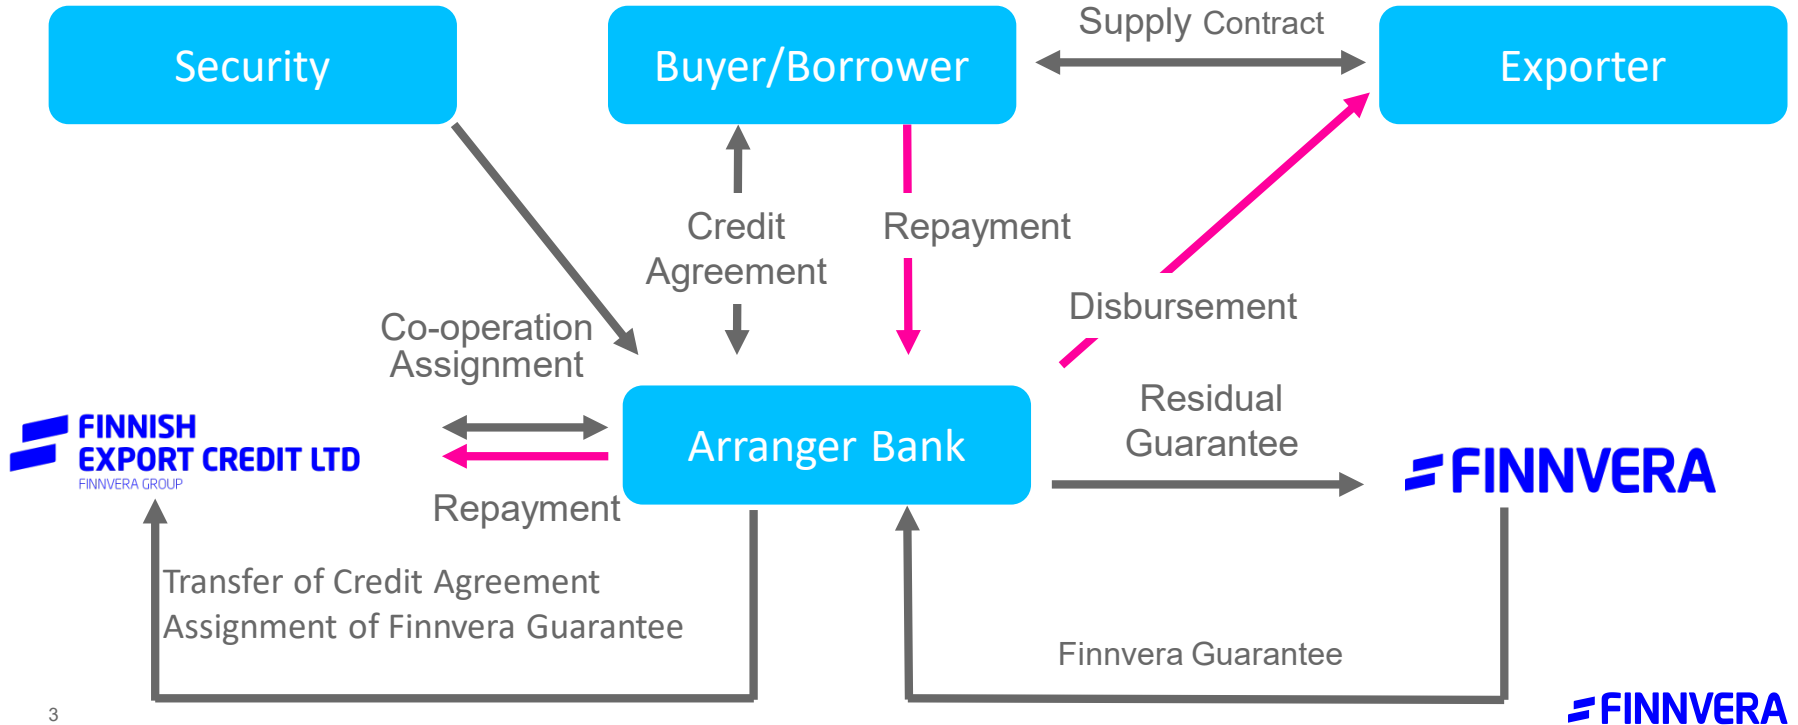 Security
Buyer/Borrower
Supply Contract
Exporter
Credit
Agreement
Repayment
Disbursement
Co-operation
Assignment
FINNISH
EXPORT CREDIT LTD
FINNVERA GROUP
Repayment
Arranger Bank
Residual
Guarantee
FINNVERA
Transfer of Credit Agreement
Assignment of Finnvera Guarantee
Finnvera Guarantee
3
FINNVERA